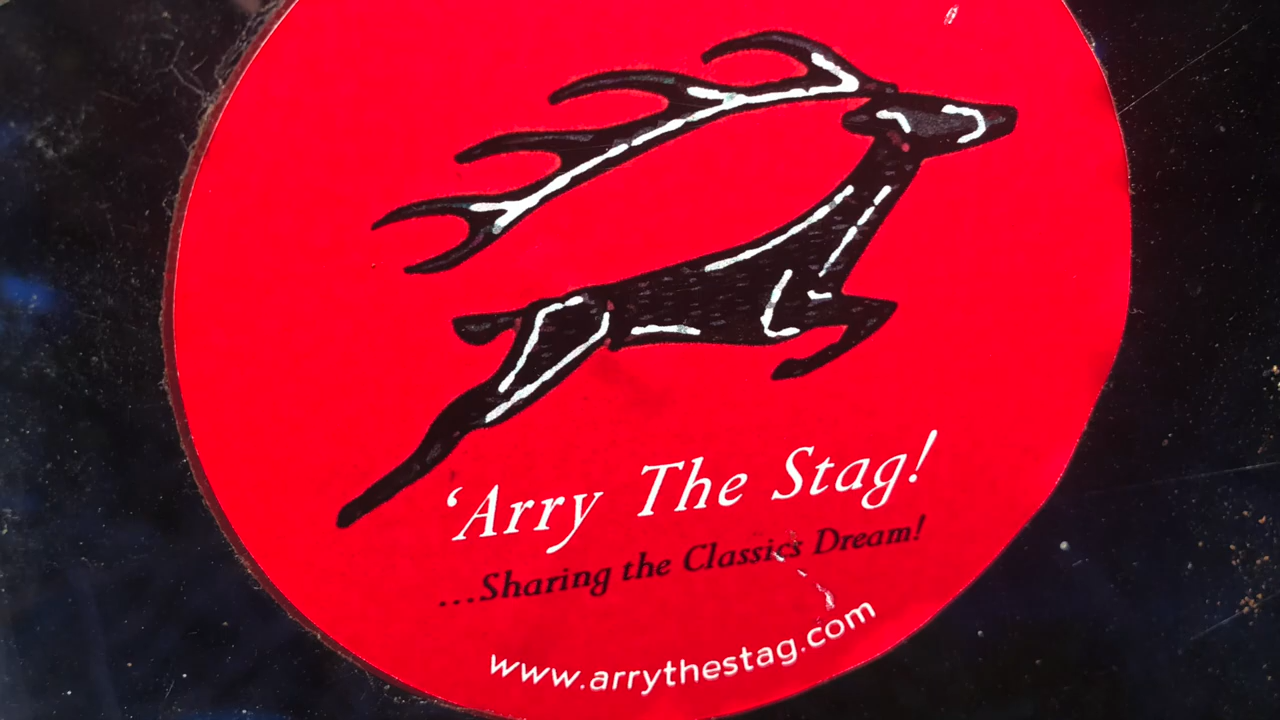 ‘Arry The Stag!
...Sharing the Classics Dream!
www.arrythestag.com